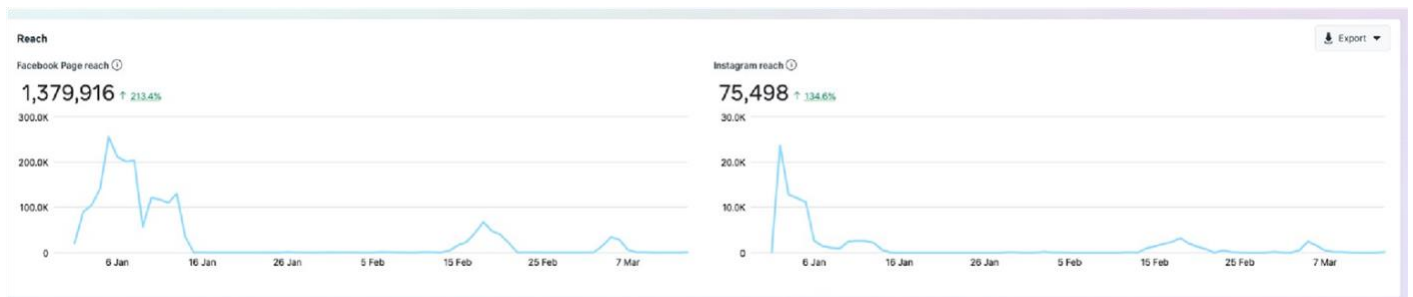 Reach
Export
Facebook Page reach
1,379,916 ↑ 213.4%
300.0K
200.0K
100.0K
0
6 Jan 16 Jan 26 Jan 5 Feb 15 Feb 25 Feb 7 Mar
Instagram reach
75,498 ↑ 134.6%
30.0K
20.0K
10.0K
0
6 Jan 16 Jan 26 Jan 5 Feb 15 Feb 25 Feb 7 Mar